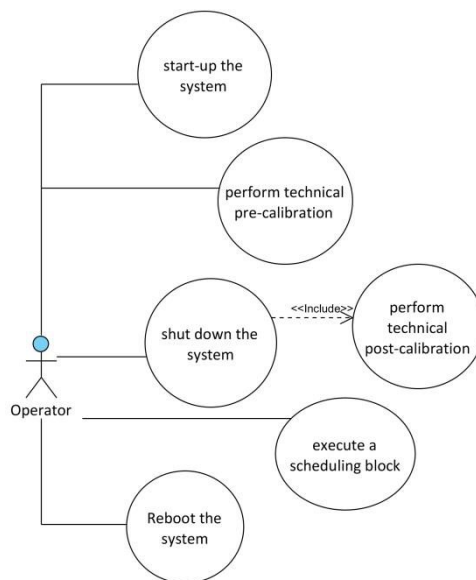 start-up the
system
perform technical
pre-calibration
<<Include>>
shut down the
system
perform
technical
post-calibration
Operator
execute a
scheduling block
Reboot the
system